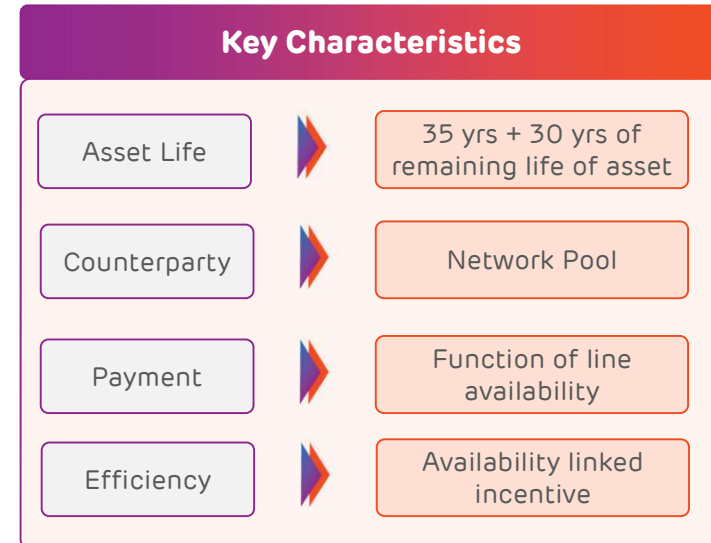 Key Characteristics
Asset Life
35 yrs + 30 yrs of
remaining life of asset
Counterparty
Network Pool
Payment
Function of line
availability
Efficiency
Availability linked
incentive